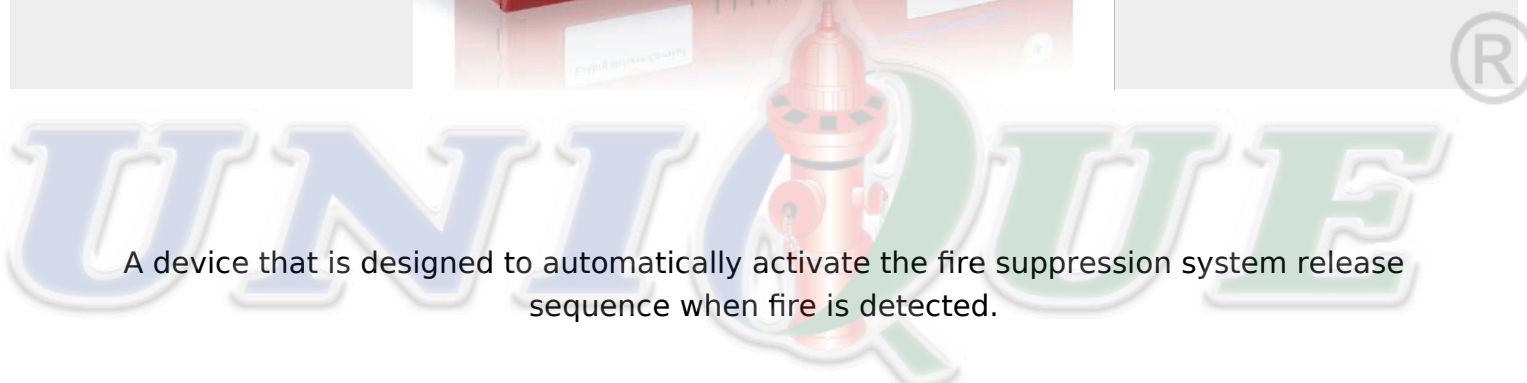 ®
UNIQUE
A device that is designed to automatically activate the fire suppression system release
sequence when fire is detected.